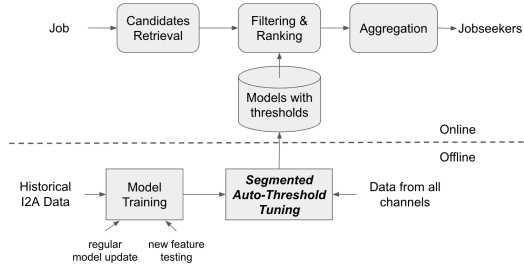 Job
Candidates
Retrieval
Filtering &
Ranking
Aggregation
Jobseekers
Models with
thresholds
Online
Offline
Historical
I2A Data
Model
Training
Segmented
Auto-Threshold
Tuning
Data from all
channels
regular
model update
new feature
testing